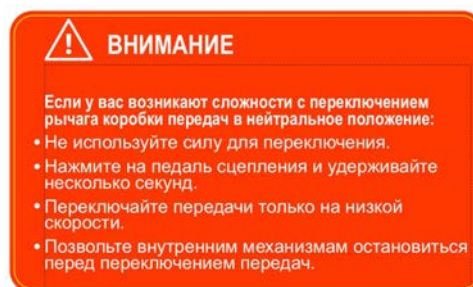 ВНИМАНИЕ
Если у вас возникают сложности с переключением
рычага коробки передач в нейтральное положение:
• Не используйте силу для переключения.
• Нажмите на педаль сцепления и удерживайте
несколько секунд.
• Переключайте передачи только на низкой
скорости.
• Позвольте внутренним механизмам остановиться
перед переключением передач.